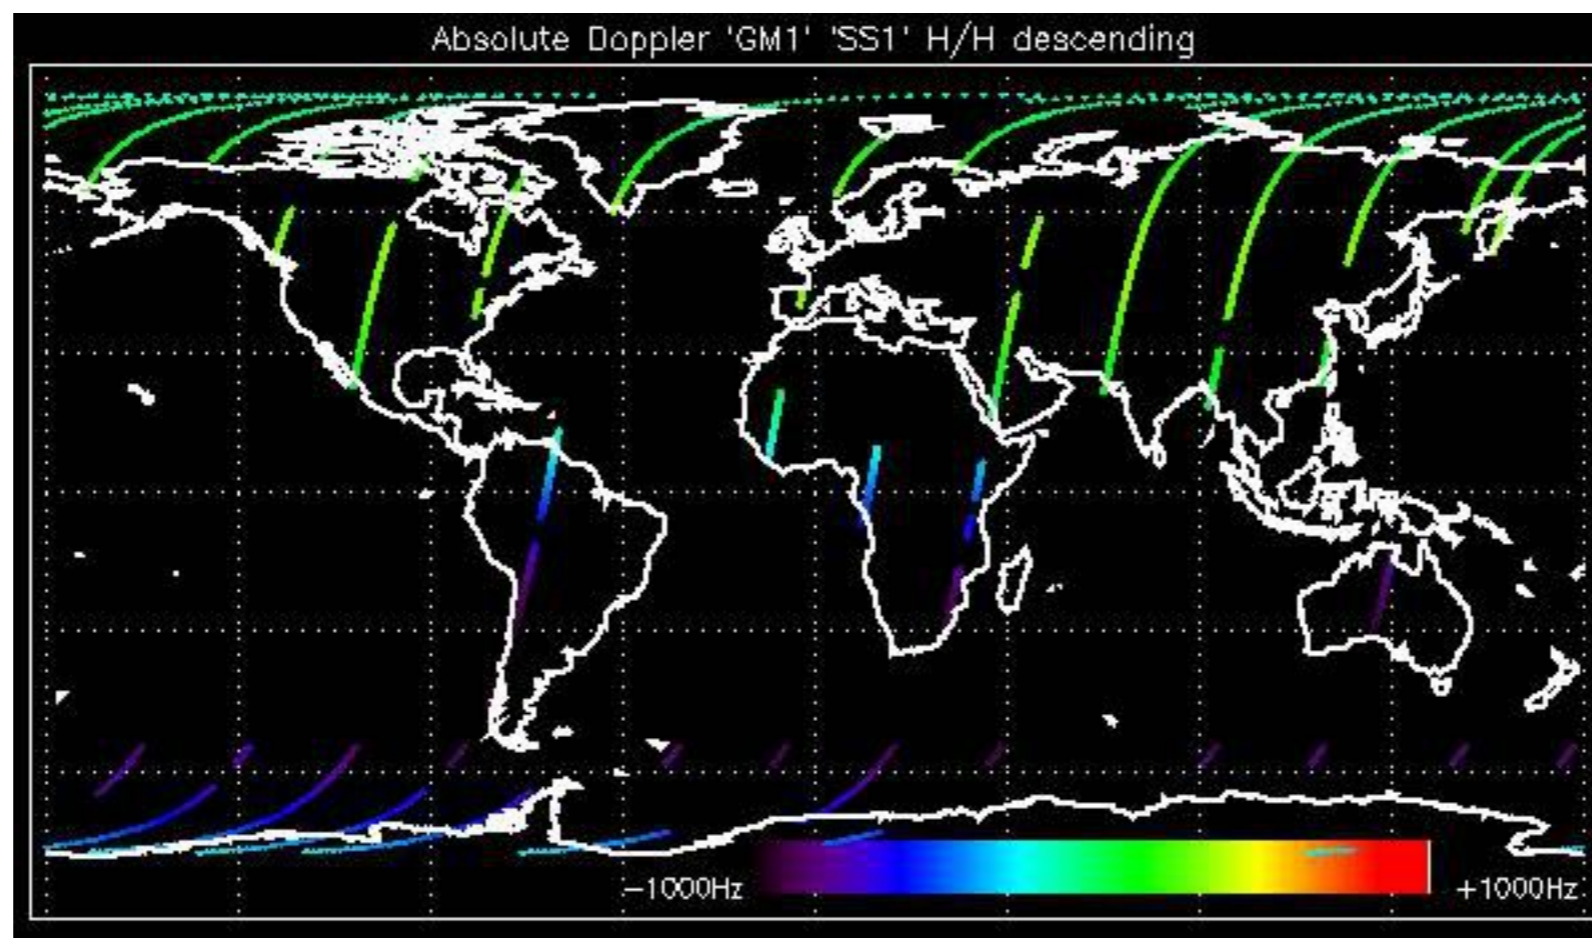 Absolute Doppler 'GM1' 'SS1' H/H descending
−1000Hz
+1000Hz